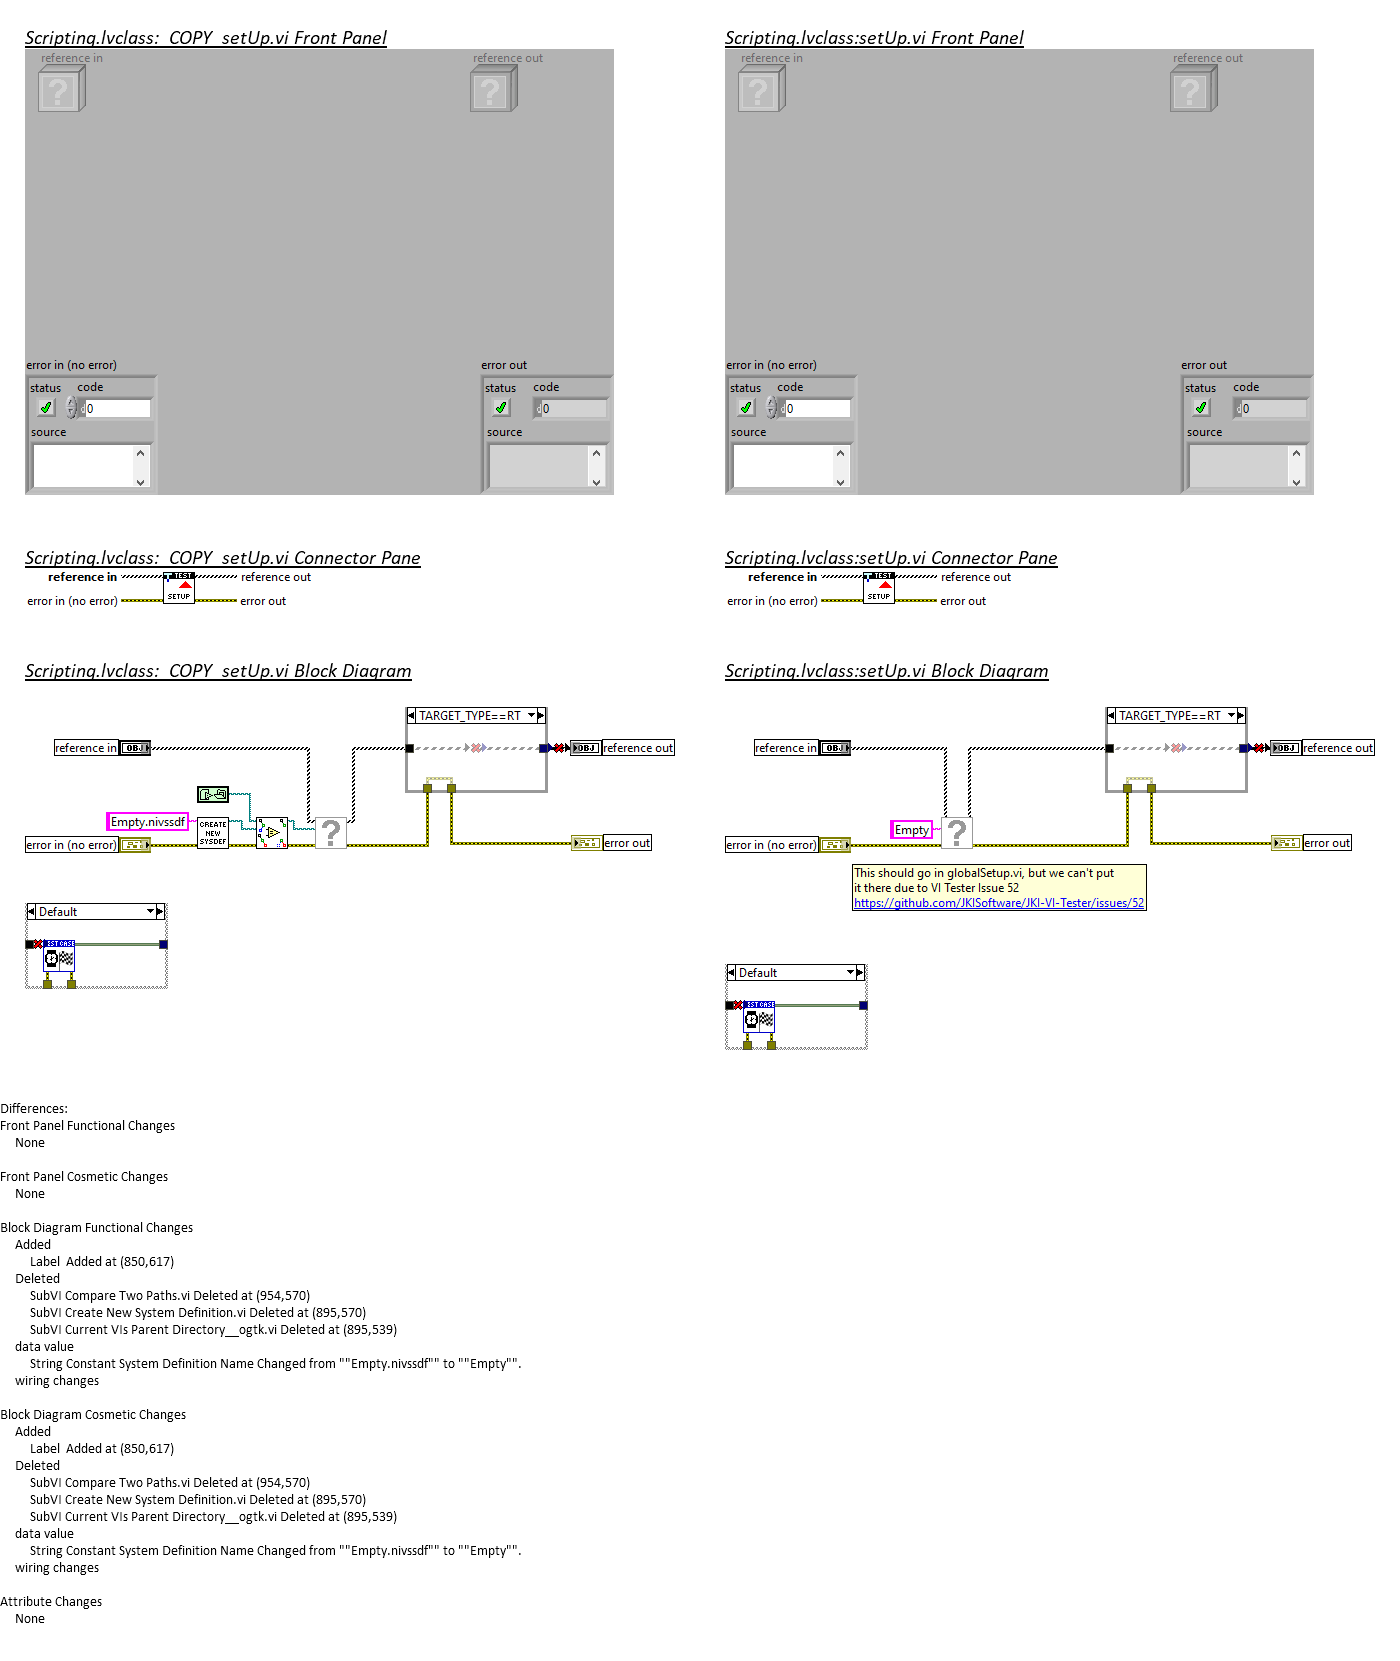 Scripting.lvclass:_COPY_setUp.vi Front Panel
reference in
reference out
error in (no error)
status code
0
source
error out
status code
0
source
Scripting.lvclass:setUp.vi Front Panel
reference in
reference out
error in (no error)
status code
0
source
error out
status code
0
source
Scripting.lvclass:_COPY_setUp.vi Connector Pane
reference in
reference out
TEST
SETUP
error in (no error)
error out
Scripting.lvclass:setUp.vi Connector Pane
reference in
reference out
TEST
SETUP
error in (no error)
error out
Scripting.lvclass:_COPY_setUp.vi Block Diagram
TARGET_TYPE==RT
reference in
OBJ
OBJ
reference out
Empty.nivssdf
CREATE
NEW
SYSDEF
?
error in (no error)
error out
Default
Scripting.lvclass:setUp.vi Block Diagram
TARGET_TYPE==RT
reference in
OBJ
OBJ
reference out
Empty
?
error in (no error)
error out
This should go in globalSetup.vi, but we can't put
it there due to VI Tester Issue 52
https://github.com/JKISoftware/JKI-VI-Tester/issues/52
Default
Differences:
Front Panel Functional Changes
None
Front Panel Cosmetic Changes
None
Block Diagram Functional Changes
Added
Label  Added at (850,617)
Deleted
SubVI Compare Two Paths.vi Deleted at (954,570)
SubVI Create New System Definition.vi Deleted at (895,570)
SubVI Current VIs Parent Directory__ogtk.vi Deleted at (895,539)
data value
String Constant System Definition Name Changed from ""Empty.nivssdf"" to ""Empty"".
wiring changes
Block Diagram Cosmetic Changes
Added
Label  Added at (850,617)
Deleted
SubVI Compare Two Paths.vi Deleted at (954,570)
SubVI Create New System Definition.vi Deleted at (895,570)
SubVI Current VIs Parent Directory__ogtk.vi Deleted at (895,539)
data value
String Constant System Definition Name Changed from ""Empty.nivssdf"" to ""Empty"".
wiring changes
Attribute Changes
None